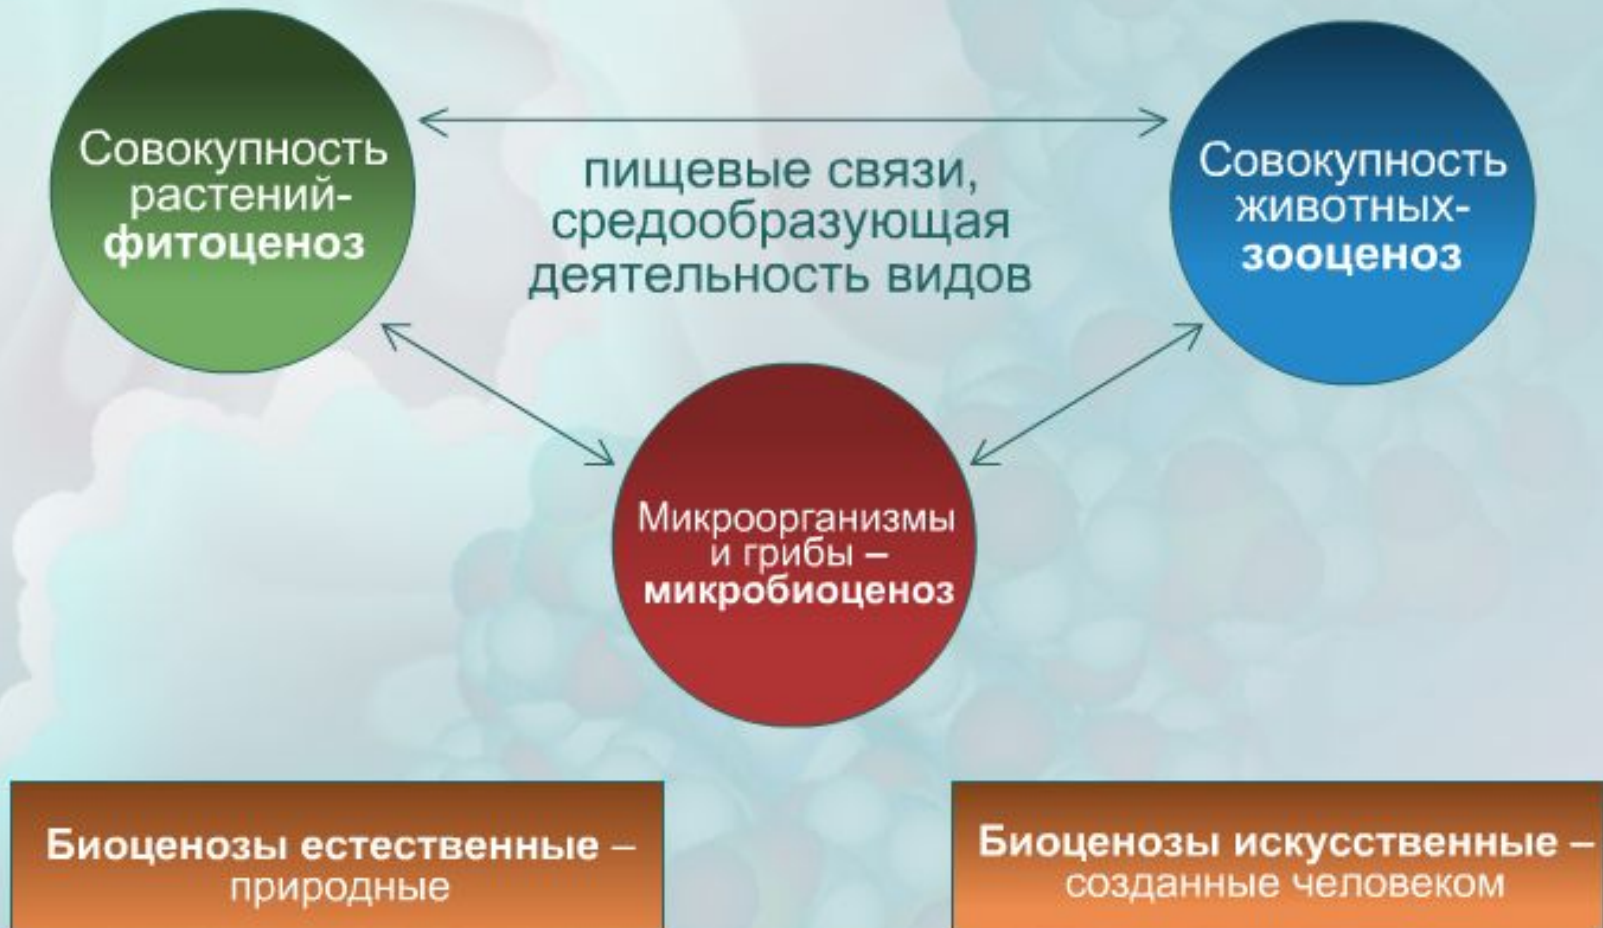 Совокупность
растений-
фитоценоз
пищевые связи,
средообразующая
деятельность видов
Совокупность
животных-
зооценоз
Микроорганизмы
и грибы –
микробиоценоз
Биоценозы естественные –
природные
Биоценозы искусственные –
созданные человеком